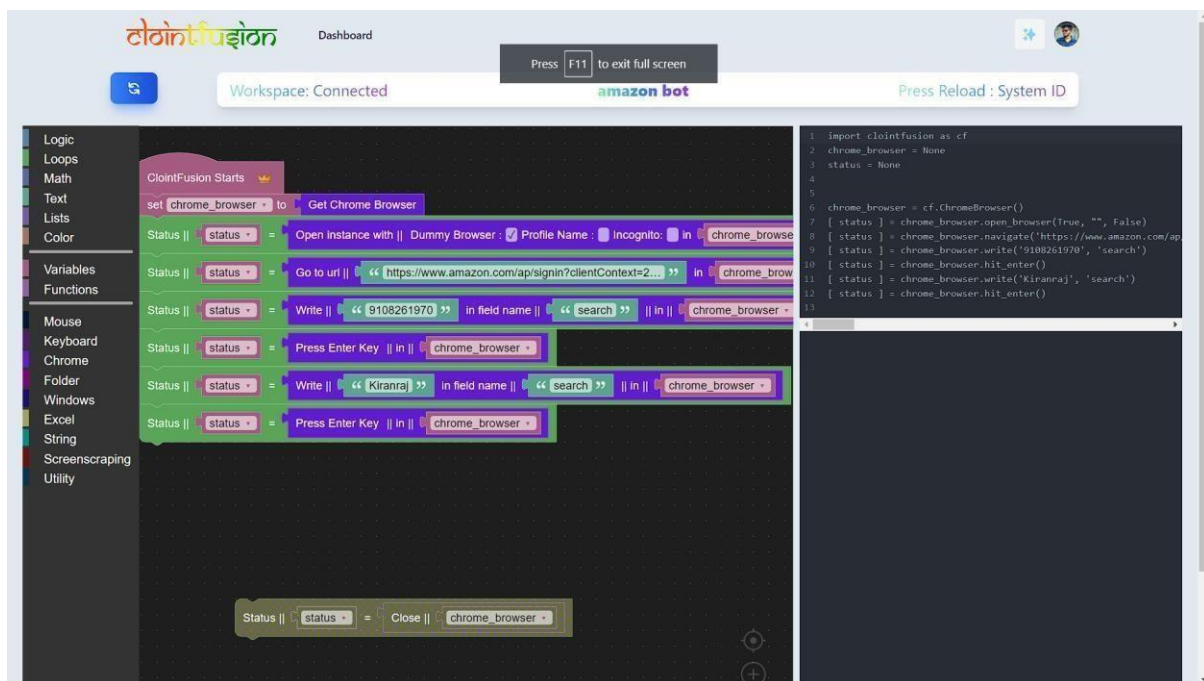 clointfusion
Dashboard
Press F11 to exit full screen
Workspace: Connected
amazon bot
Press Reload : System ID
Logic
Loops
Math
Text
Lists
Color
Variables
Functions
Mouse
Keyboard
Chrome
Folder
Windows
Excel
String
Screenscraping
Utility
ClointFusion Starts
set chrome_browser to Get Chrome Browser
Status || status = Open instance with || Dummy Browser : Profile Name : Incognito: in chrome_browse
Status || status = Go to url || “ https://www.amazon.com/ap/signin?clientContext=2... ” in chrome_brow
Status || status = Write || “ 9108261970 ” in field name || “ search ” || in || chrome_browser
Status || status = Press Enter Key || in || chrome_browser
Status || status = Write || “ Kiranraj ” in field name || “ search ” || in || chrome_browser
Status || status = Press Enter Key || in || chrome_browser
Status || status = Close || chrome_browser
1 import clointfusion as cf
2 chrome_browser = None
3 status = None
4
5
6 chrome_browser = cf.ChromeBrowser()
7 [ status ] = chrome_browser.open_browser(True, "", False)
8 [ status ] = chrome_browser.navigate('https://www.amazon.com/ap
9 [ status ] = chrome_browser.write('9108261970', 'search')
10 [ status ] = chrome_browser.hit_enter()
11 [ status ] = chrome_browser.write('Kiranraj', 'search')
12 [ status ] = chrome_browser.hit_enter()
13